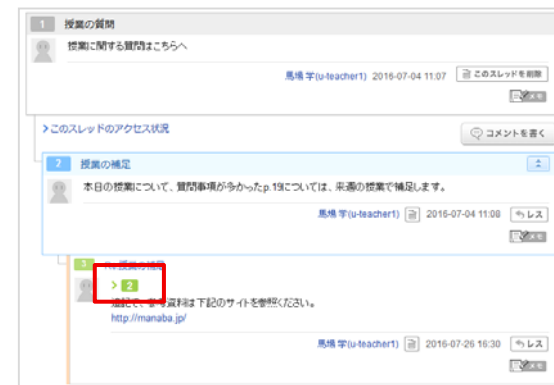 1 授業の質問
授業に関する質問はこちらへ
馬場 学(u-teacher1) 2016-07-04 11:07 このスレッドを削除
メモ
>このスレッドのアクセス状況
コメントを書く
2 授業の補足
本日の授業について、質問事項が多かったp.19については、来週の授業で補足します。
馬場 学(u-teacher1) 2016-07-04 11:08 レス
メモ
3 授業の補足
> 2
追記で、参考資料は下記のサイトを参照ください。
http://manaba.jp/
馬場 学(u-teacher1) 2016-07-26 16:30 レス
メモ